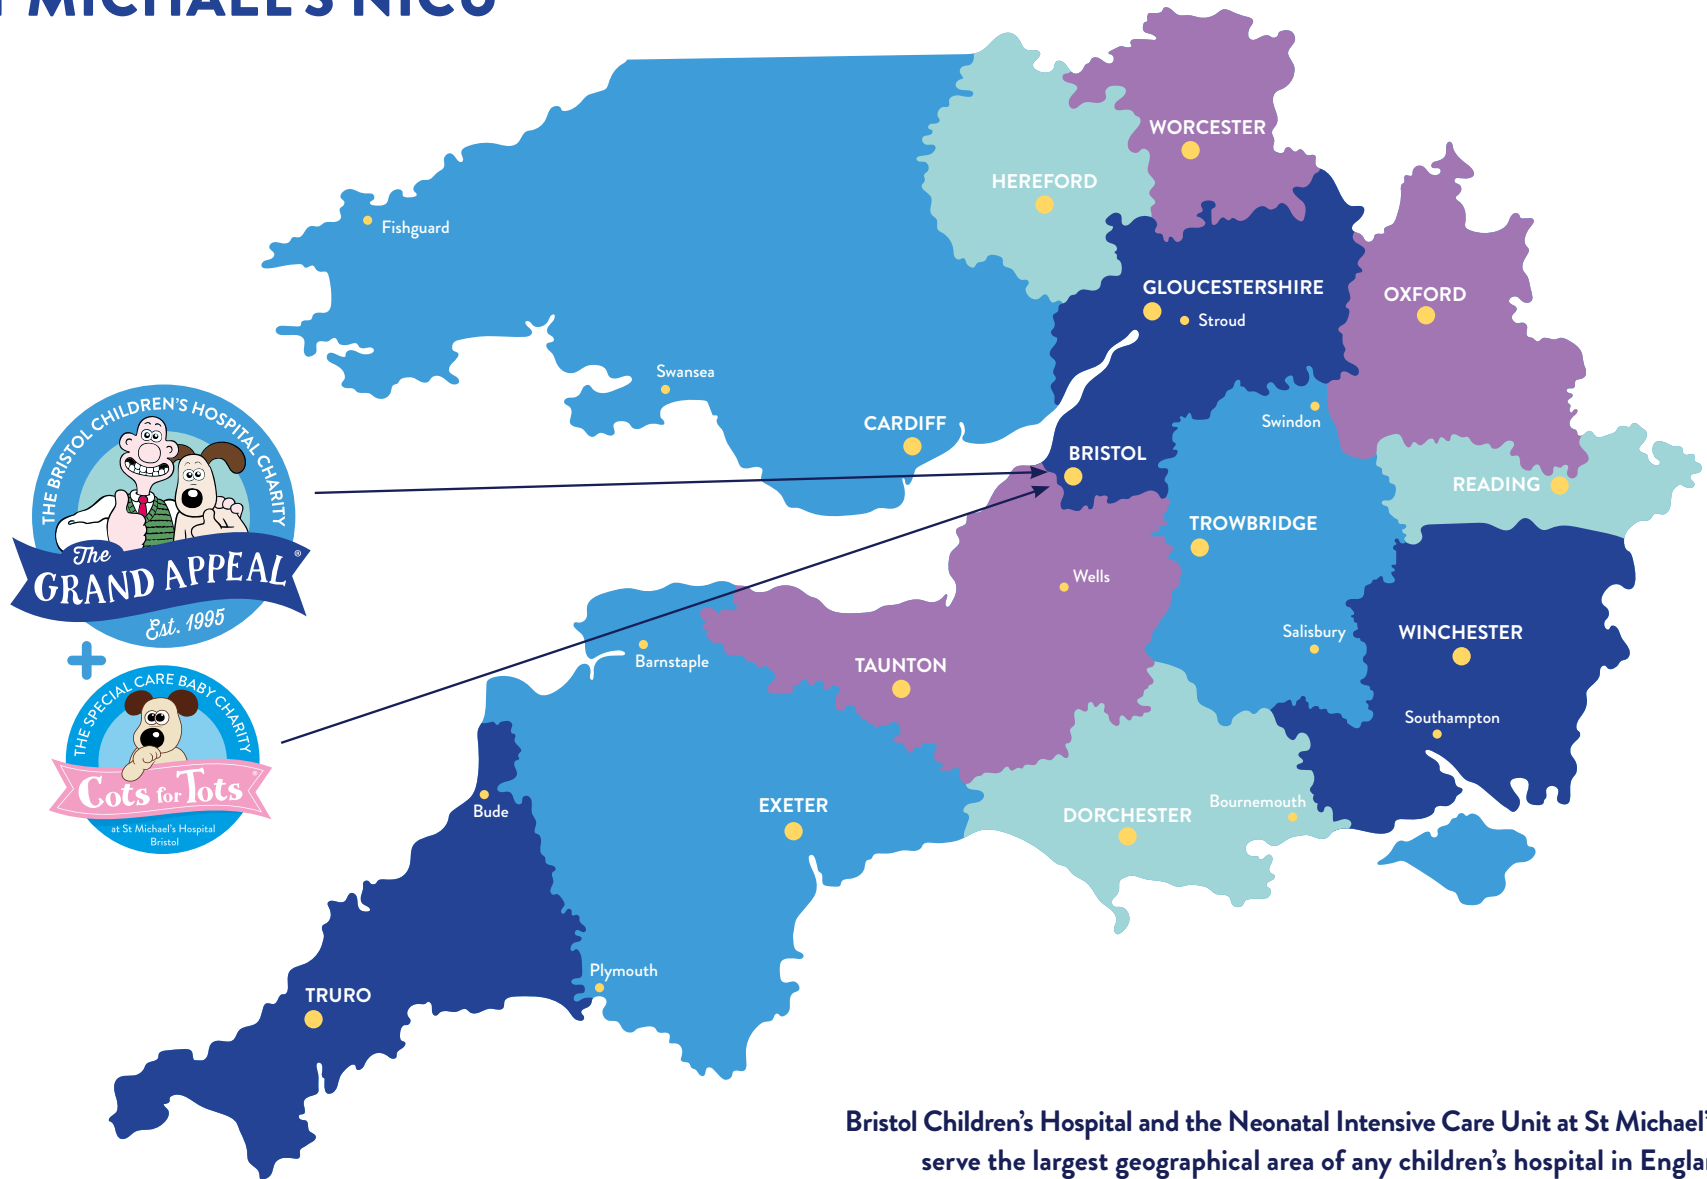 MICHAEL'S NICU
WORCESTER
HEREFORD
Fishguard
GLOUCESTERSHIRE
Stroud
OXFORD
Swansea
CARDIFF
Swindon
BRISTOL
READING
TROWBRIDGE
Wells
Salisbury
WINCHESTER
Barnstaple
TAUNTON
Southampton
Bude
EXETER
DORCHESTER
Bournemouth
Plymouth
TRURO
THE BRISTOL CHILDREN'S HOSPITAL CHARITY
The
GRAND APPEAL®
Est. 1995
+
THE SPECIAL CARE BABY CHARITY
Cots for Tots®
at St Michael's Hospital
Bristol
Bristol Children's Hospital and the Neonatal Intensive Care Unit at St Michael'
serve the largest geographical area of any children's hospital in